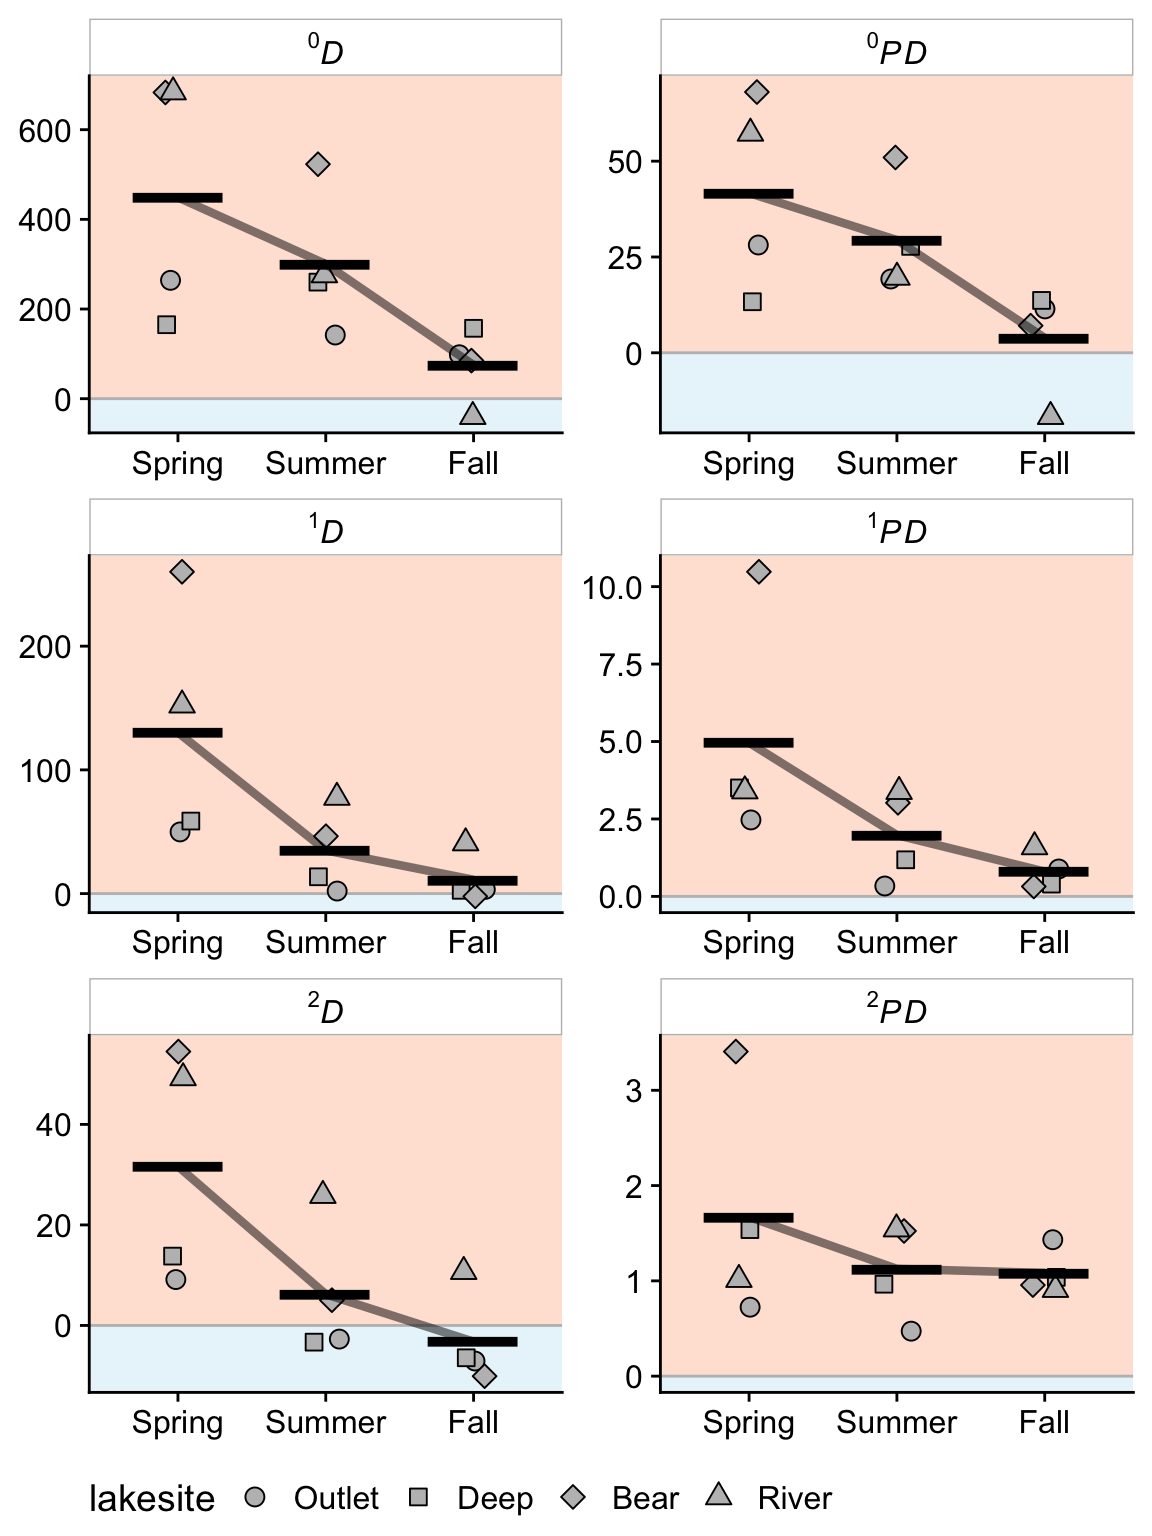 ⁰D
600
400
200
0
Spring Summer Fall
⁰PD
50
25
0
Spring Summer Fall
¹D
200
100
0
Spring Summer Fall
¹PD
10.0
7.5
5.0
2.5
0.0
Spring Summer Fall
²D
40
20
0
Spring Summer Fall
²PD
3
2
1
0
Spring Summer Fall
lakesite Outlet Deep Bear River